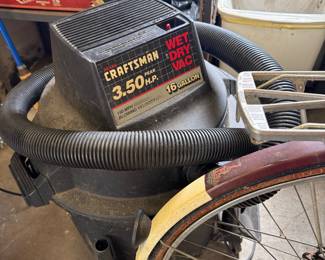 CRAFTSMAN
3.50 PEAK H.P.
WET
DRY
VAC
16 GALLON